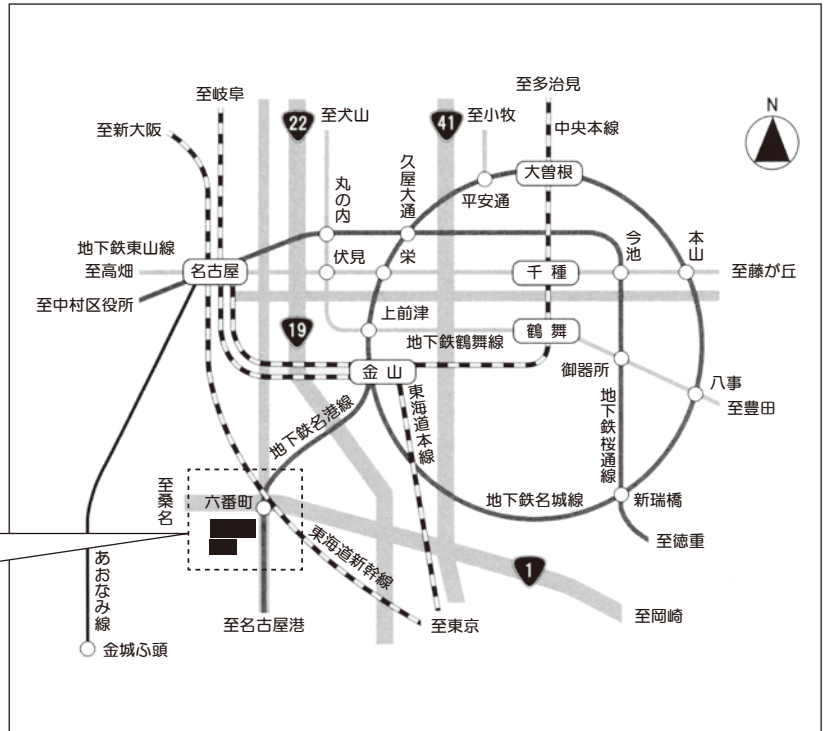 至多治見
至岐阜
22
至犬山
41
至小牧
N
至新大阪
中央本線
久屋大通
大曽根
丸の内
平安通
地下鉄東山線
今池
本山
至高畑
名古屋
伏見
栄
千種
至藤が丘
至中村区役所
上前津
19
地下鉄鶴舞線
鶴舞
御器所
金山
八事
至豊田
東海道本線
地下鉄桜通線
地下鉄名港線
至桑名
六番町
地下鉄名城線
新瑞橋
至徳重
あおなみ線
東海道新幹線
1
至名古屋港
至東京
至岡崎
金城ふ頭